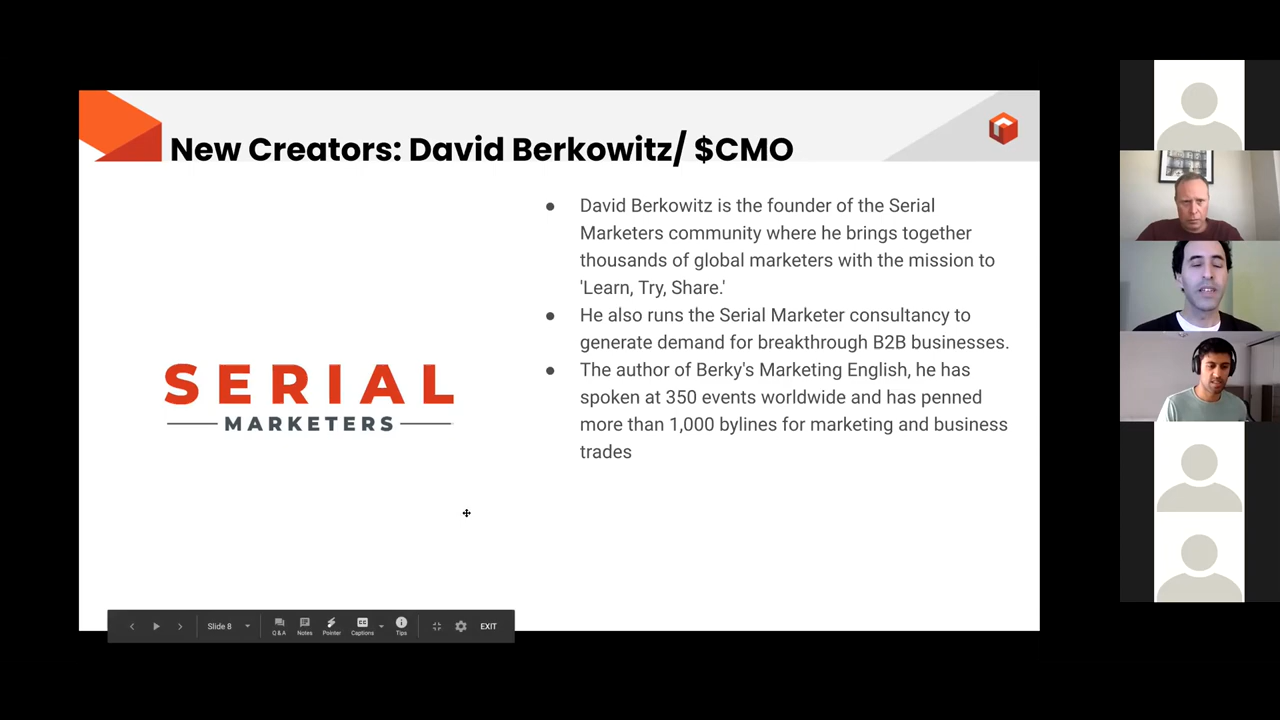 New Creators: David Berkowitz/ $CMO
David Berkowitz is the founder of the Serial
Marketers community where he brings together
thousands of global marketers with the mission to
'Learn, Try, Share.'
He also runs the Serial Marketer consultancy to
generate demand for breakthrough B2B businesses.
The author of Berky's Marketing English, he has
spoken at 350 events worldwide and has penned
more than 1,000 bylines for marketing and business
trades
SERIAL
MARKETERS
Slide 8
Q&A
Notes
Pointer
CC
Captions
Tips
EXIT